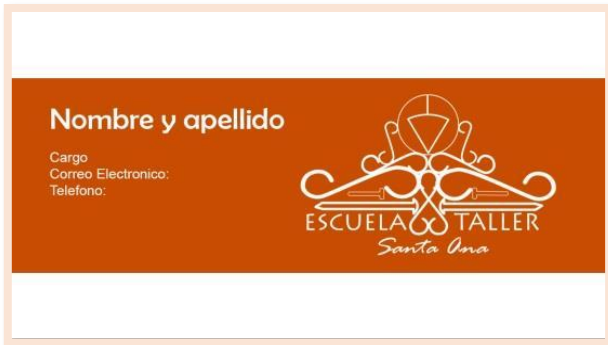 Nombre y apellido
Cargo
Correo Electronico:
Telefono:
ESCUELA TALLER
Santa Ana